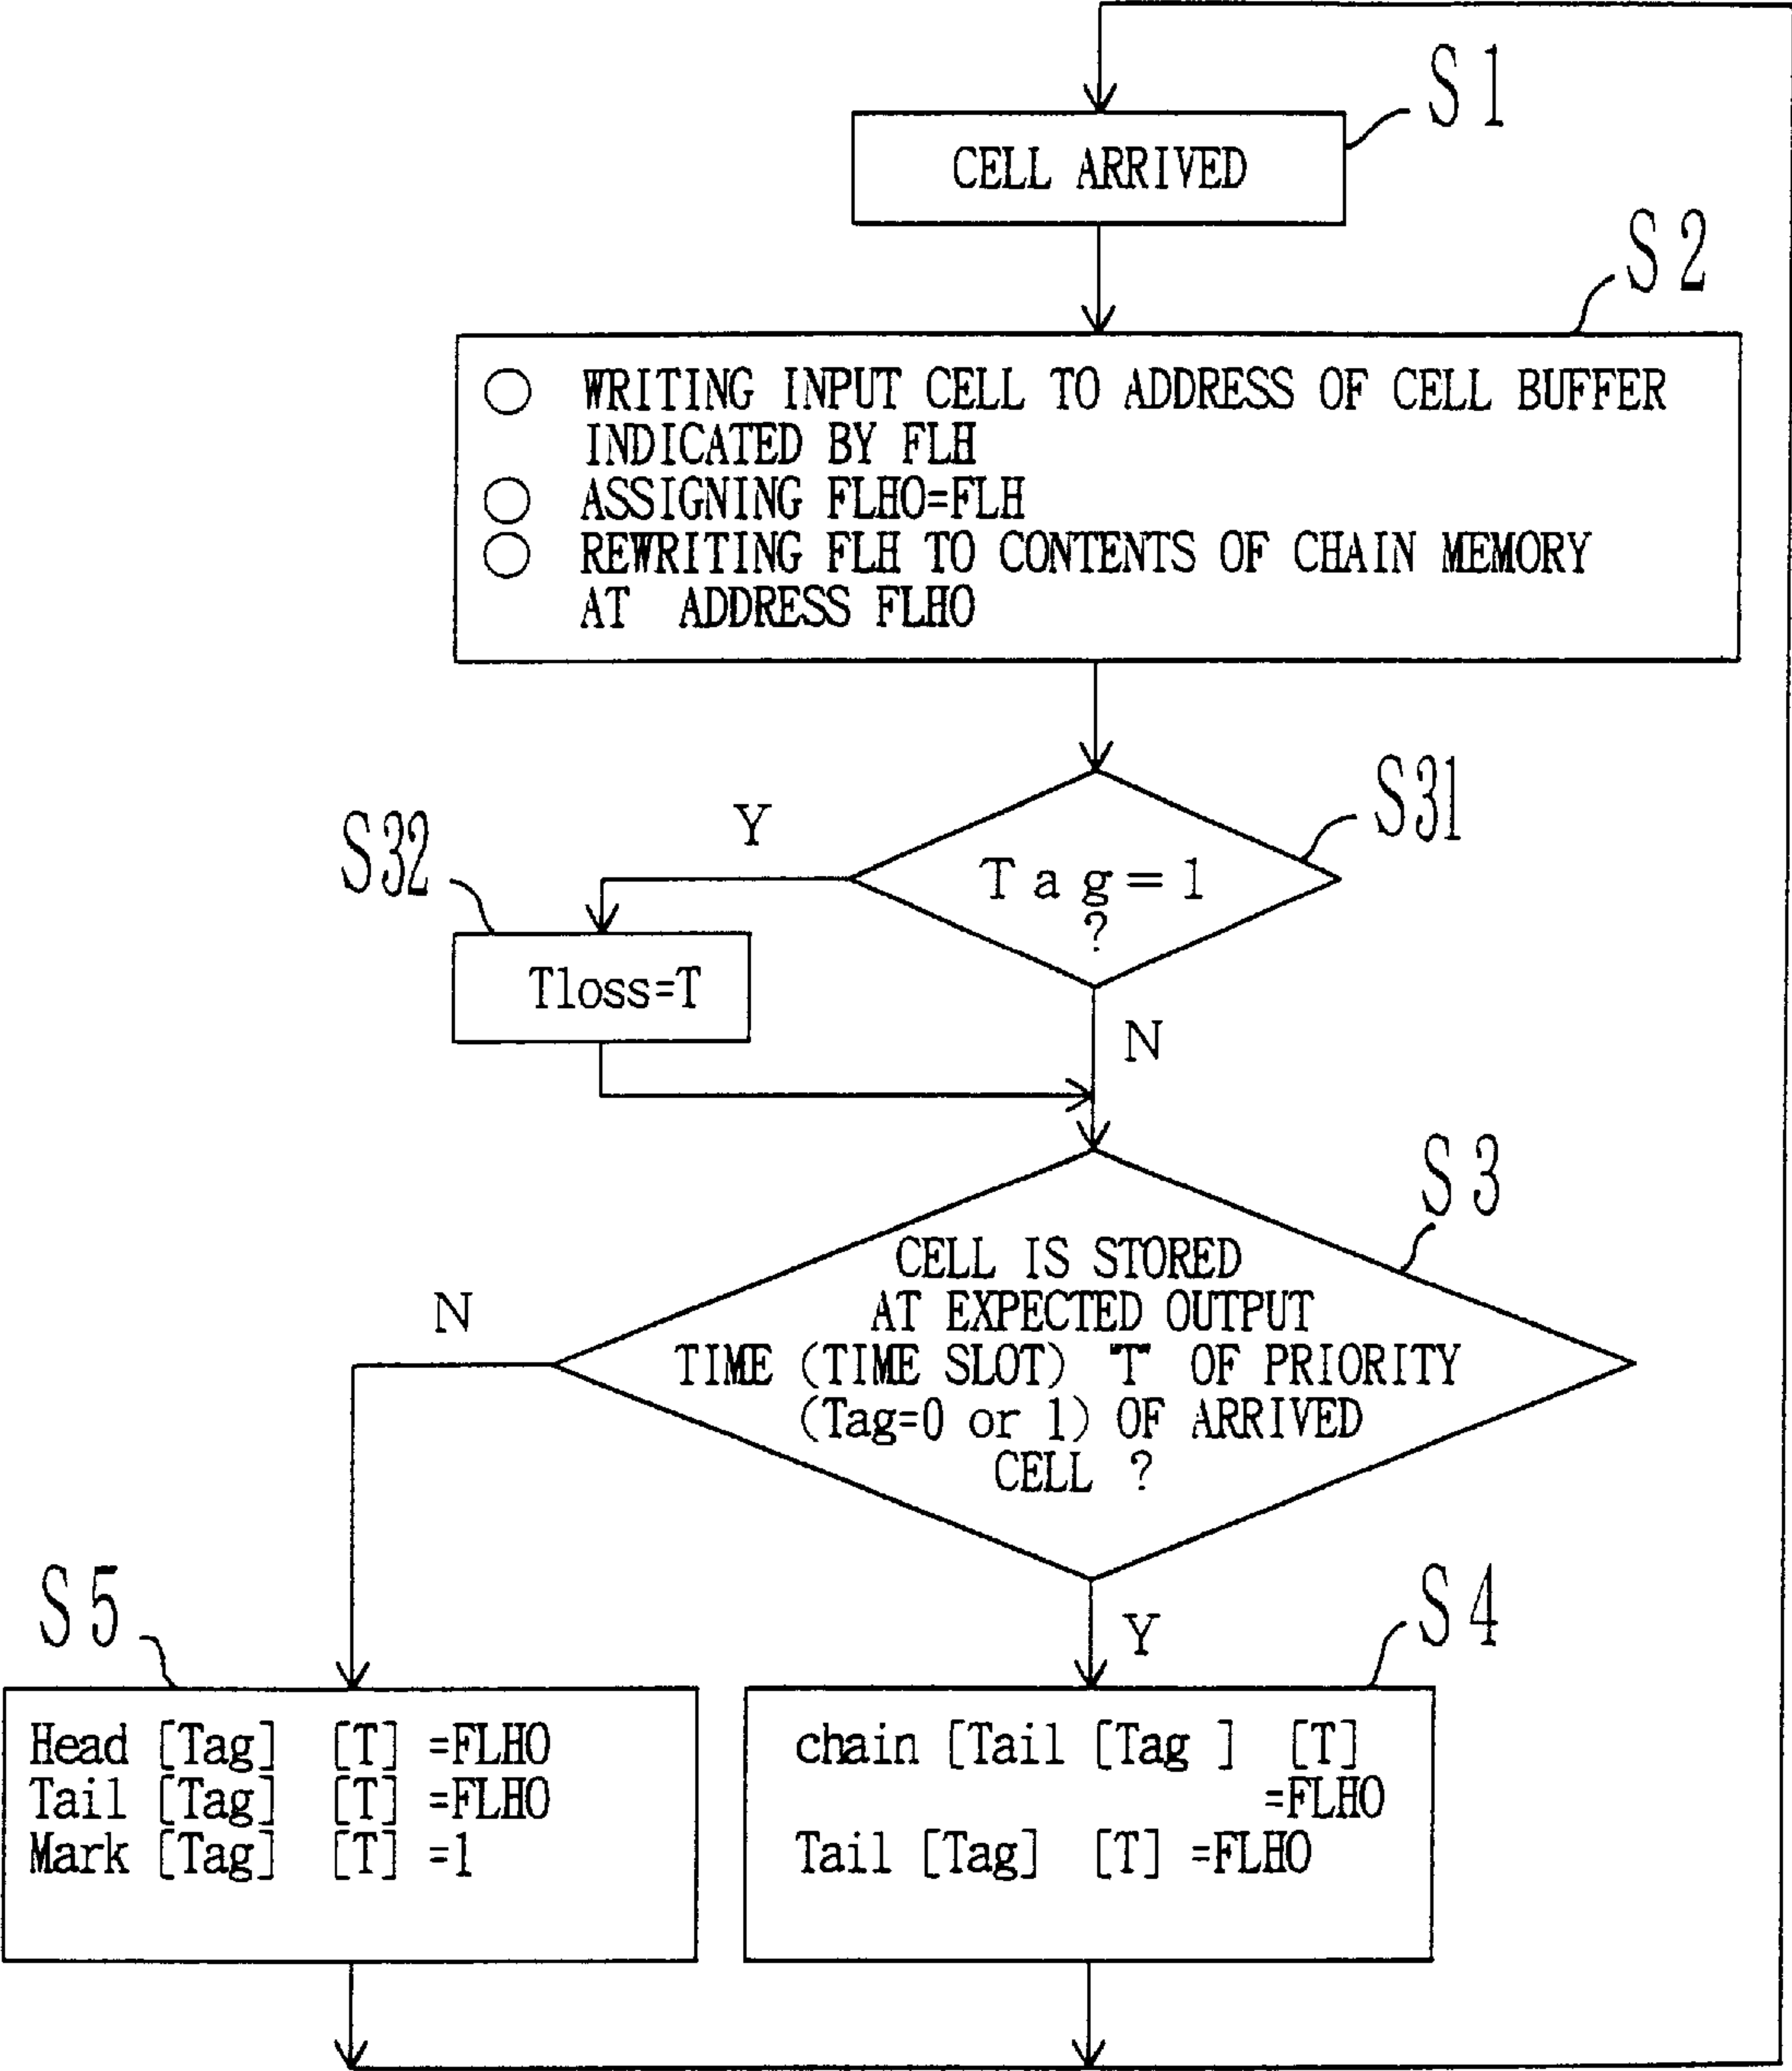 S1
CELL ARRIVED
S2
○ WRITING INPUT CELL TO ADDRESS OF CELL BUFFER
INDICATED BY FLH
○ ASSIGNING FLHO=FLH
○ REWRITING FLH TO CONTENTS OF CHAIN MEMORY
AT ADDRESS FLHO
S31
Y
Tag=1
?
S32
Tloss=T
N
S3
CELL IS STORED
AT EXPECTED OUTPUT
TIME (TIME SLOT) "T" OF PRIORITY
(Tag=0 or 1) OF ARRIVED
CELL ?
N
Y
S5
Head [Tag] [T] =FLHO
Tail [Tag] [T] =FLHO
Mark [Tag] [T] =1
S4
chain [Tail [Tag ] [T]
=FLHO
Tail [Tag] [T] =FLHO